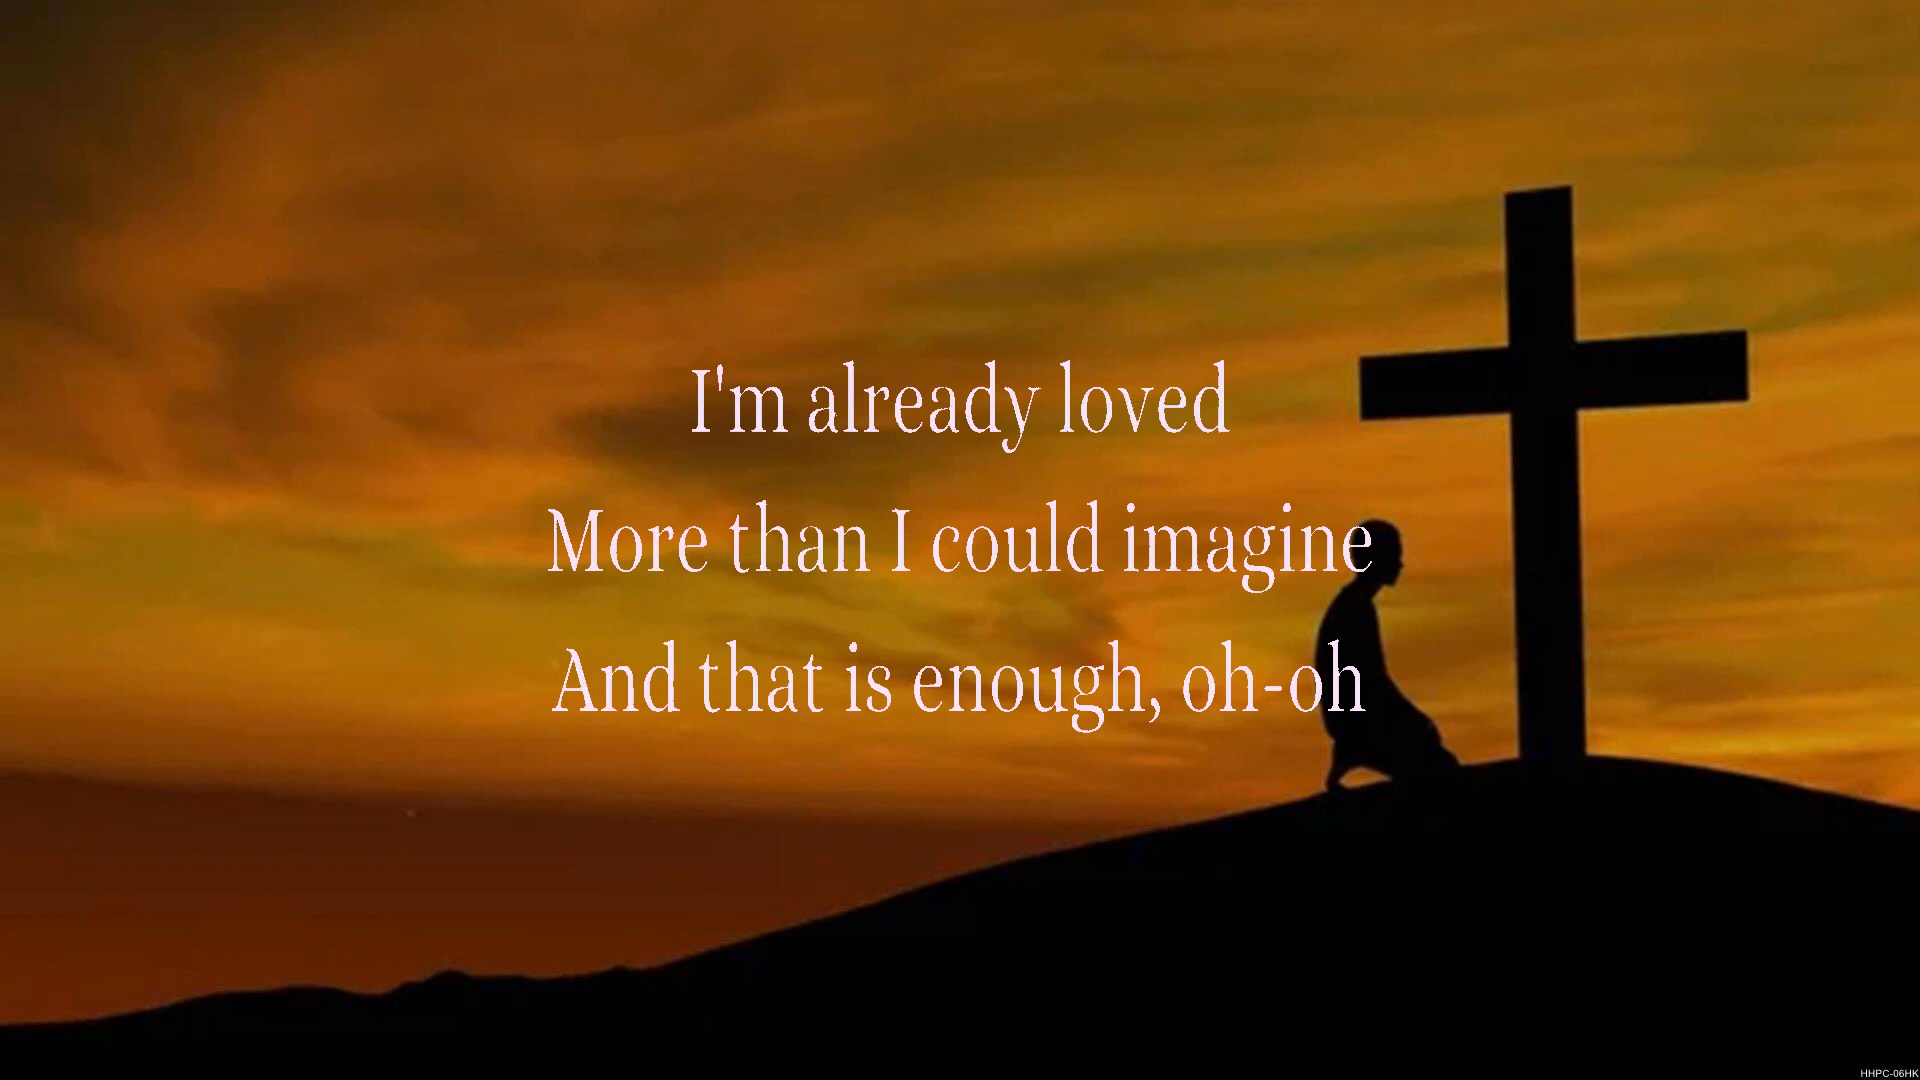 I'm already loved
More than I could imagine
And that is enough, oh-oh
HHPC-06HK